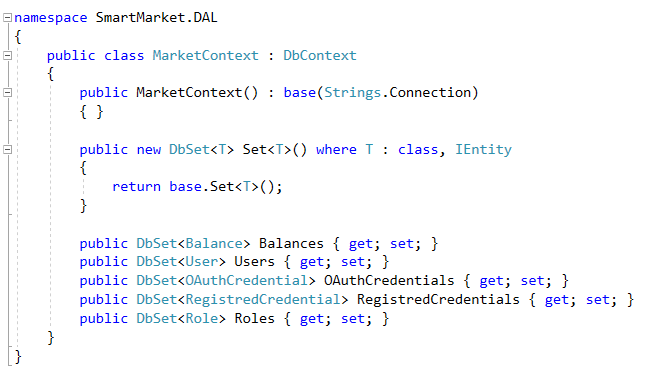 namespace SmartMarket.DAL
{
    public class MarketContext : DbContext
    {
        public MarketContext() : base(Strings.Connection)
        { }

        public new DbSet<T> Set<T>() where T : class, IEntity
        {
            return base.Set<T>();
        }

        public DbSet<Balance> Balances { get; set; }
        public DbSet<User> Users { get; set; }
        public DbSet<OAuthCredential> OAuthCredentials { get; set; }
        public DbSet<RegistredCredential> RegistredCredentials { get; set; }
        public DbSet<Role> Roles { get; set; }
    }
}